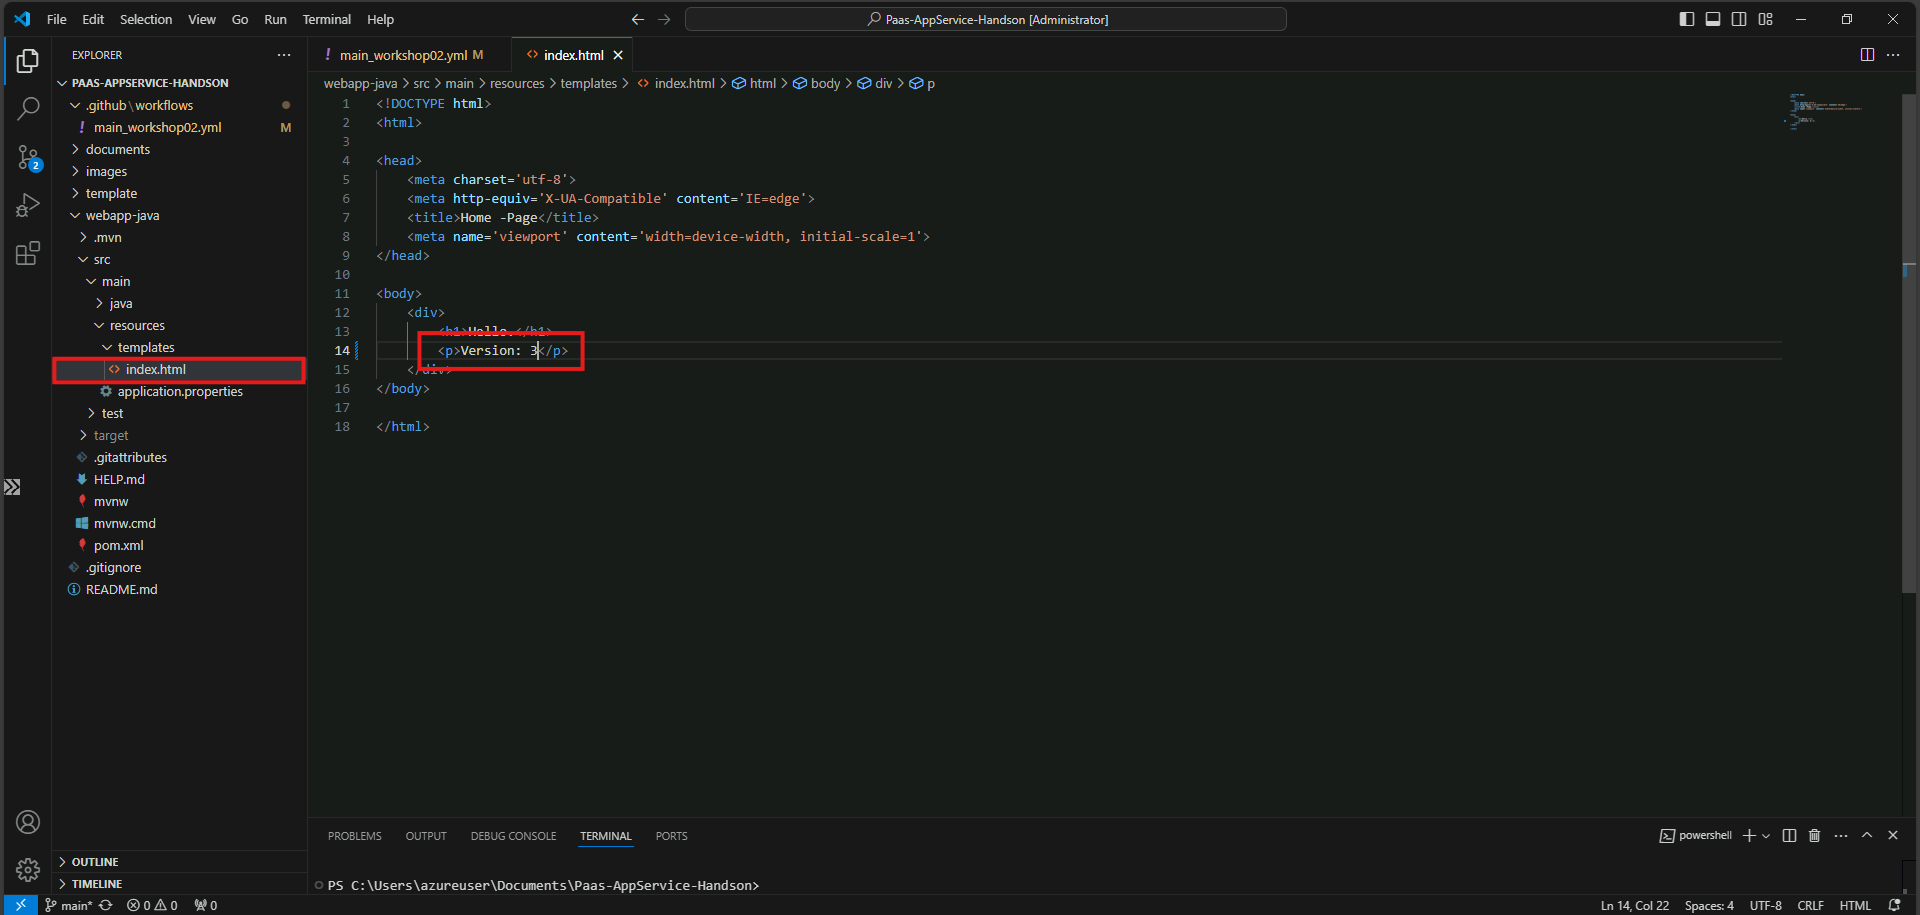 File Edit Selection View Go Run Terminal Help
Paas-AppService-Handson [Administrator]
EXPLORER
PAAS-APPSERVICE-HANDSON
.github\workflows
! main_workshop02.yml M
documents
images
template
webapp-java
.mvn
src
main
java
resources
templates
<> index.html
application.properties
test
target
.gitattributes
HELP.md
mvnw
mvnw.cmd
pom.xml
.gitignore
README.md
OUTLINE
TIMELINE
2
! main_workshop02.yml M
<> index.html
webapp-java > src > main > resources > templates > <> index.html > html > body > div > p
1 <!DOCTYPE html>
2 <html>
3
4 <head>
5 <meta charset='utf-8'>
6 <meta http-equiv='X-UA-Compatible' content='IE=edge'>
7 <title>Home -Page</title>
8 <meta name='viewport' content='width=device-width, initial-scale=1'>
9 </head>
10
11 <body>
12 <div>
13 <h1>Hello.</h1>
14 <p>Version: 3</p>
15 </div>
16 </body>
17
18 </html>
PROBLEMS OUTPUT DEBUG CONSOLE TERMINAL PORTS
powershell
PS C:\Users\azureuser\Documents\Paas-AppService-Handson>
main* 0 0 0
Ln 14, Col 22 Spaces: 4 UTF-8 CRLF HTML